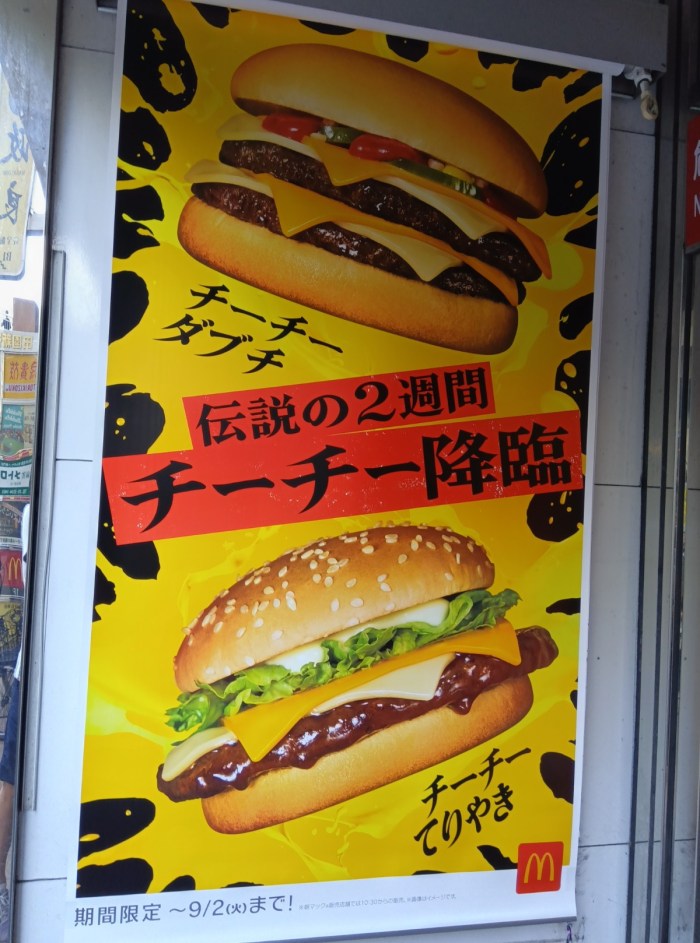 チーチー
ダブチ
伝説の2週間
チーチー降臨
チーチー
てりやき
期間限定 ～9/2(火)まで!